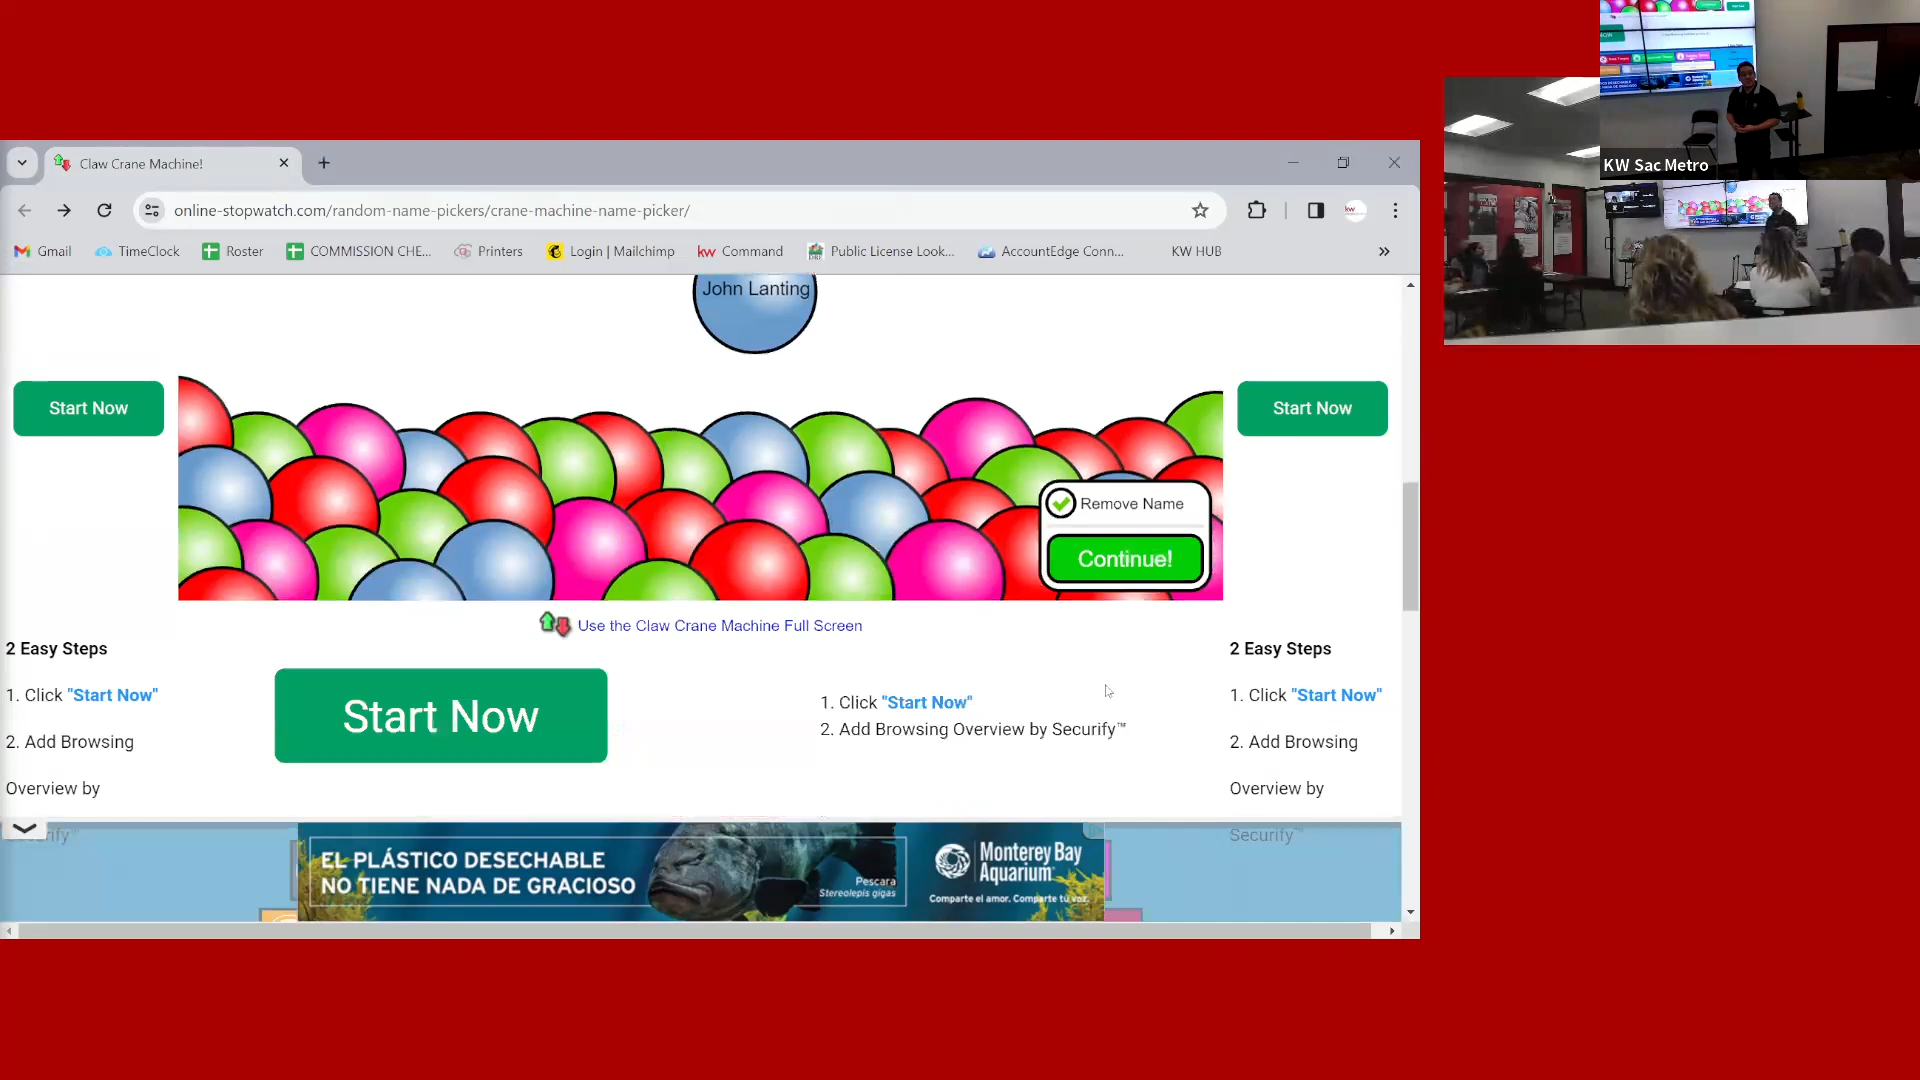 Claw Crane Machine!
online-stopwatch.com/random-name-pickers/crane-machine-name-picker/
Gmail
TimeClock
Roster
COMMISSION CHE...
Printers
Login | Mailchimp
kw Command
Public License Look...
AccountEdge Conn...
KW HUB
KW Sac Metro
John Lanting
Start Now
Start Now
Remove Name
Continue!
Use the Claw Crane Machine Full Screen
2 Easy Steps
1. Click "Start Now"
2. Add Browsing
Overview by
Start Now
1. Click "Start Now"
2. Add Browsing Overview by Securify™
2 Easy Steps
1. Click "Start Now"
2. Add Browsing
Overview by
Securify™
EL PLÁSTICO DESECHABLE
NO TIENE NADA DE GRACIOSO
Pescara
Stereolepis gigas
Monterey Bay
Aquarium
Comparte el amor. Comparte tu voz.